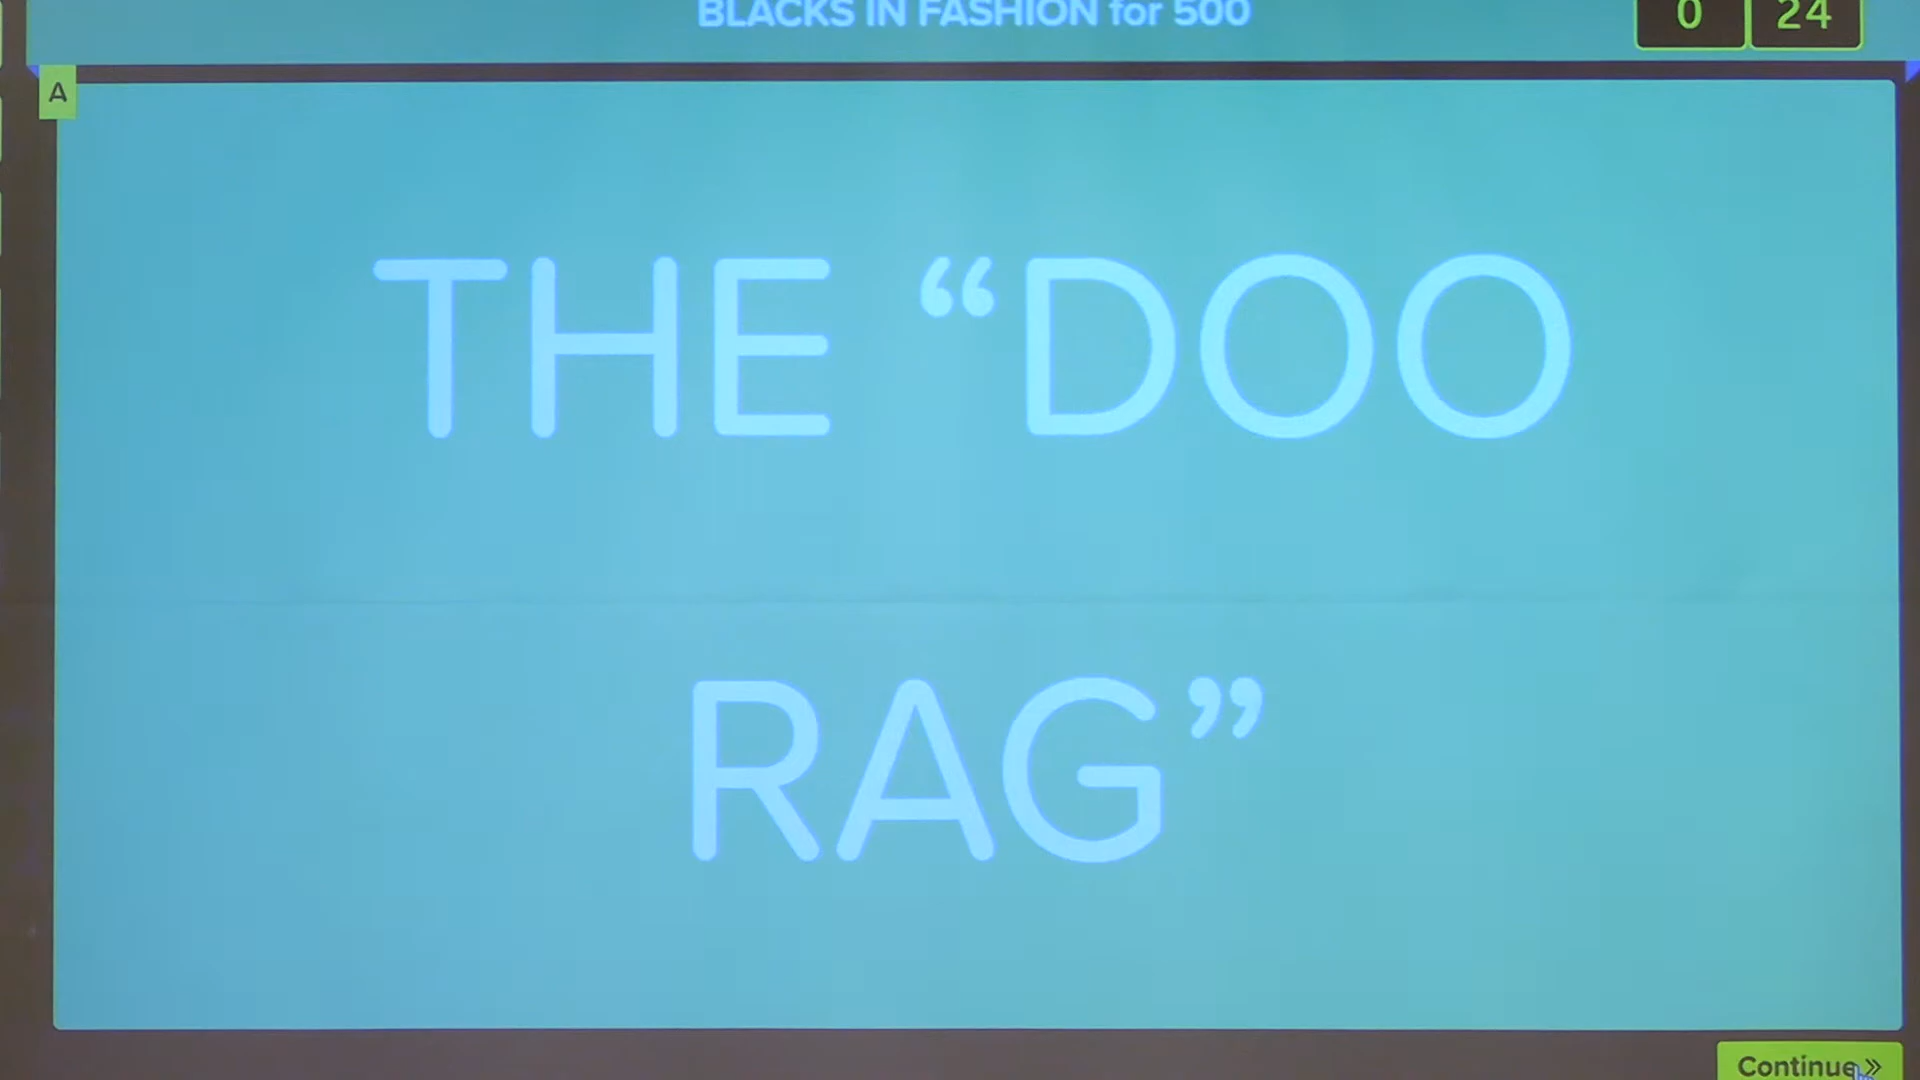 BLACKS IN FASHION for 500
0 24
A
THE “DOO
RAG”
Continue »